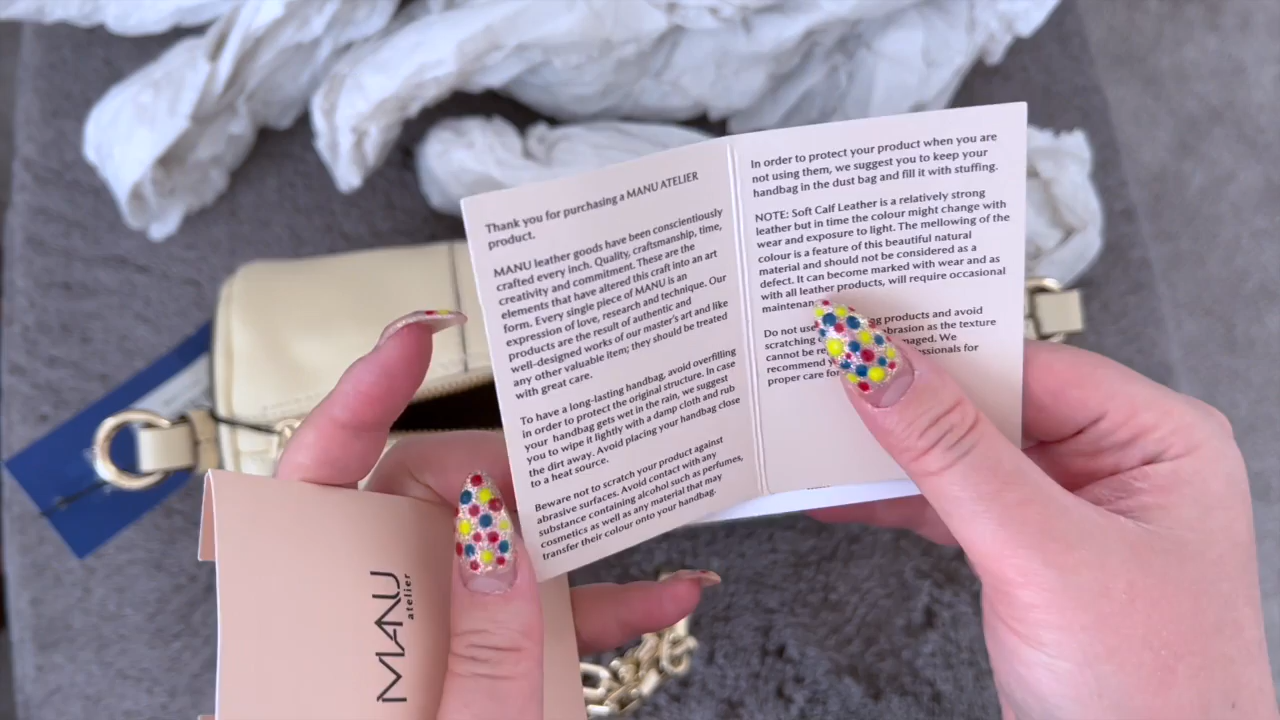 Thank you for purchasing a MANU ATELIER
product.
MANU leather goods have been conscientiously
crafted every inch. Quality, craftsmanship, time,
creativity and commitment. These are the
elements that have altered this craft into an art
form. Every single piece of MANU is an
expression of love, research and technique. Our
products are the result of authentic and
well-designed works of our master's art and like
any other valuable item; they should be treated
with great care.
To have a long-lasting handbag, avoid overfilling
in order to protect the original structure. In case
your handbag gets wet in the rain, we suggest
you to wipe it lightly with a damp cloth and rub
the dirt away. Avoid placing your handbag close
to a heat source.
Beware not to scratch your product against
abrasive surfaces. Avoid contact with any
substance containing alcohol such as perfumes,
cosmetics as well as any material that may
transfer their colour onto your handbag.
In order to protect your product when you are
not using them, we suggest you to keep your
handbag in the dust bag and fill it with stuffing.
NOTE: Soft Calf Leather is a relatively strong
leather but in time the colour might change with
wear and exposure to light. The mellowing of the
colour is a feature of this beautiful natural
material and should not be considered as a
defect. It can become marked with wear and as
with all leather products, will require occasional
Do not products and avoid
scratching as the texture
cannot be We
recommend for
proper care
MANU
atelier